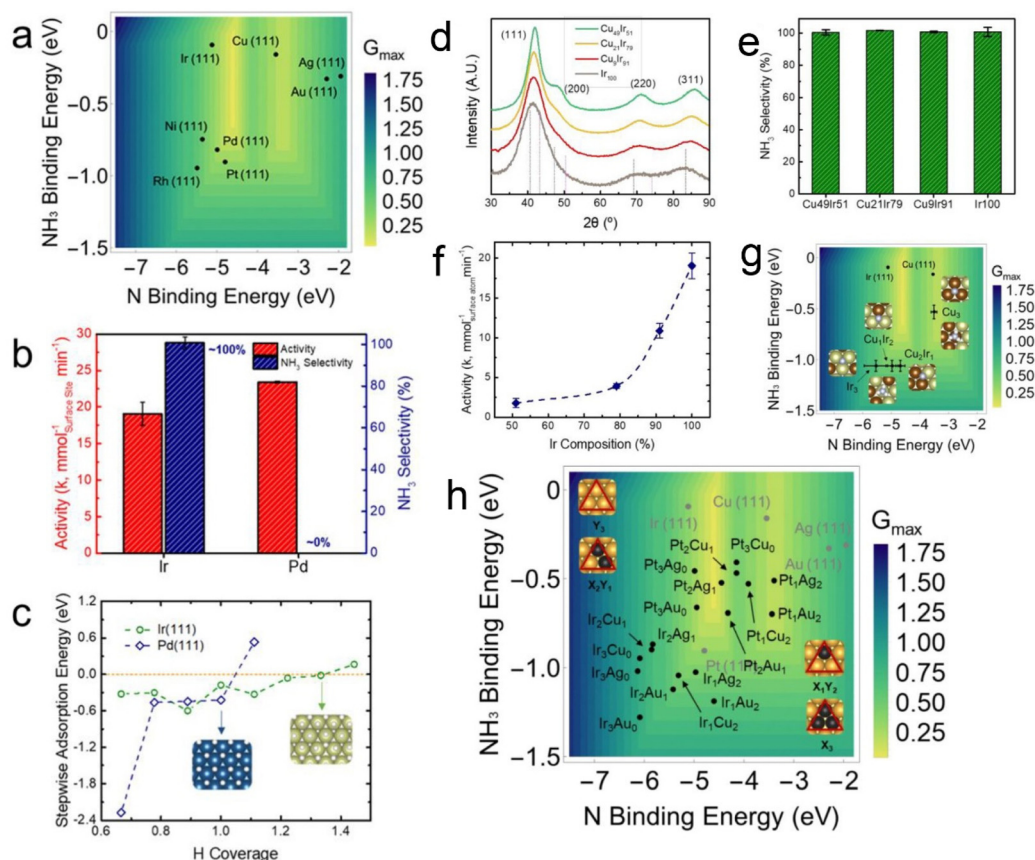 a
NH₃ Binding Energy (eV)
0
−0.5
−1.0
−1.5
Cu (111)
Ir (111)
Ag (111)
Au (111)
Ni (111)
Pd (111)
Pt (111)
Rh (111)
−7 −6 −5 −4 −3 −2
N Binding Energy (eV)
Gmax
1.75
1.50
1.25
1.00
0.75
0.50
0.25
d
Intensity (A.U.)
(111)
(200)
(220)
(311)
Cu₄₉Ir₅₁
Cu₂₁Ir₇₉
Cu₉Ir₉₁
Ir₁₀₀
30 40 50 60 70 80 90
2θ (º)
e
NH₃ Selectivity (%)
100
80
60
40
20
0
Cu49Ir51 Cu21Ir79 Cu9Ir91 Ir100
b
Activity (k, mmol⁻¹Surface Site min⁻¹)
30
25
20
15
10
5
0
Activity
NH₃ Selectivity
~100%
~0%
Ir Pd
100
80
60
40
20
0
NH₃ Selectivity (%)
f
Activity (k, mmol⁻¹surface atom min⁻¹)
20
15
10
5
0
50 60 70 80 90 100
Ir Composition (%)
g
NH₃ Binding Energy (eV)
0
−0.5
−1.0
−1.5
Ir (111)
Cu (111)
Cu₃
Cu₁Ir₂
Cu₂Ir₁
Ir₃
−7 −6 −5 −4 −3 −2
N Binding Energy (eV)
Gmax
1.75
1.50
1.25
1.00
0.75
0.50
0.25
c
Stepwise Adsorption Energy (eV)
1.2
0.6
0.0
-0.6
-1.2
-1.8
-2.4
Ir(111)
Pd(111)
0.6 0.8 1.0 1.2 1.4
H Coverage
h
NH₃ Binding Energy (eV)
0
−0.5
−1.0
−1.5
Y₃
X₂Y₁
X₁Y₂
X₃
Cu (111)
Ir (111)
Ag (111)
Au (111)
Pt₂Cu₁
Pt₃Cu₀
Pt₃Ag₀
Pt₂Ag₁
Pt₁Ag₂
Pt₃Au₀
Pt₁Au₂
Ir₂Cu₁
Ir₂Ag₁
Pt₁Cu₂
Ir₃Cu₀
Pt₂Au₁
Ir₃Ag₀
Ir₁Ag₂
Ir₂Au₁
Ir₁Au₂
Ir₁Cu₂
Ir₃Au₀
−7 −6 −5 −4 −3 −2
N Binding Energy (eV)
Gmax
1.75
1.50
1.25
1.00
0.75
0.50
0.25